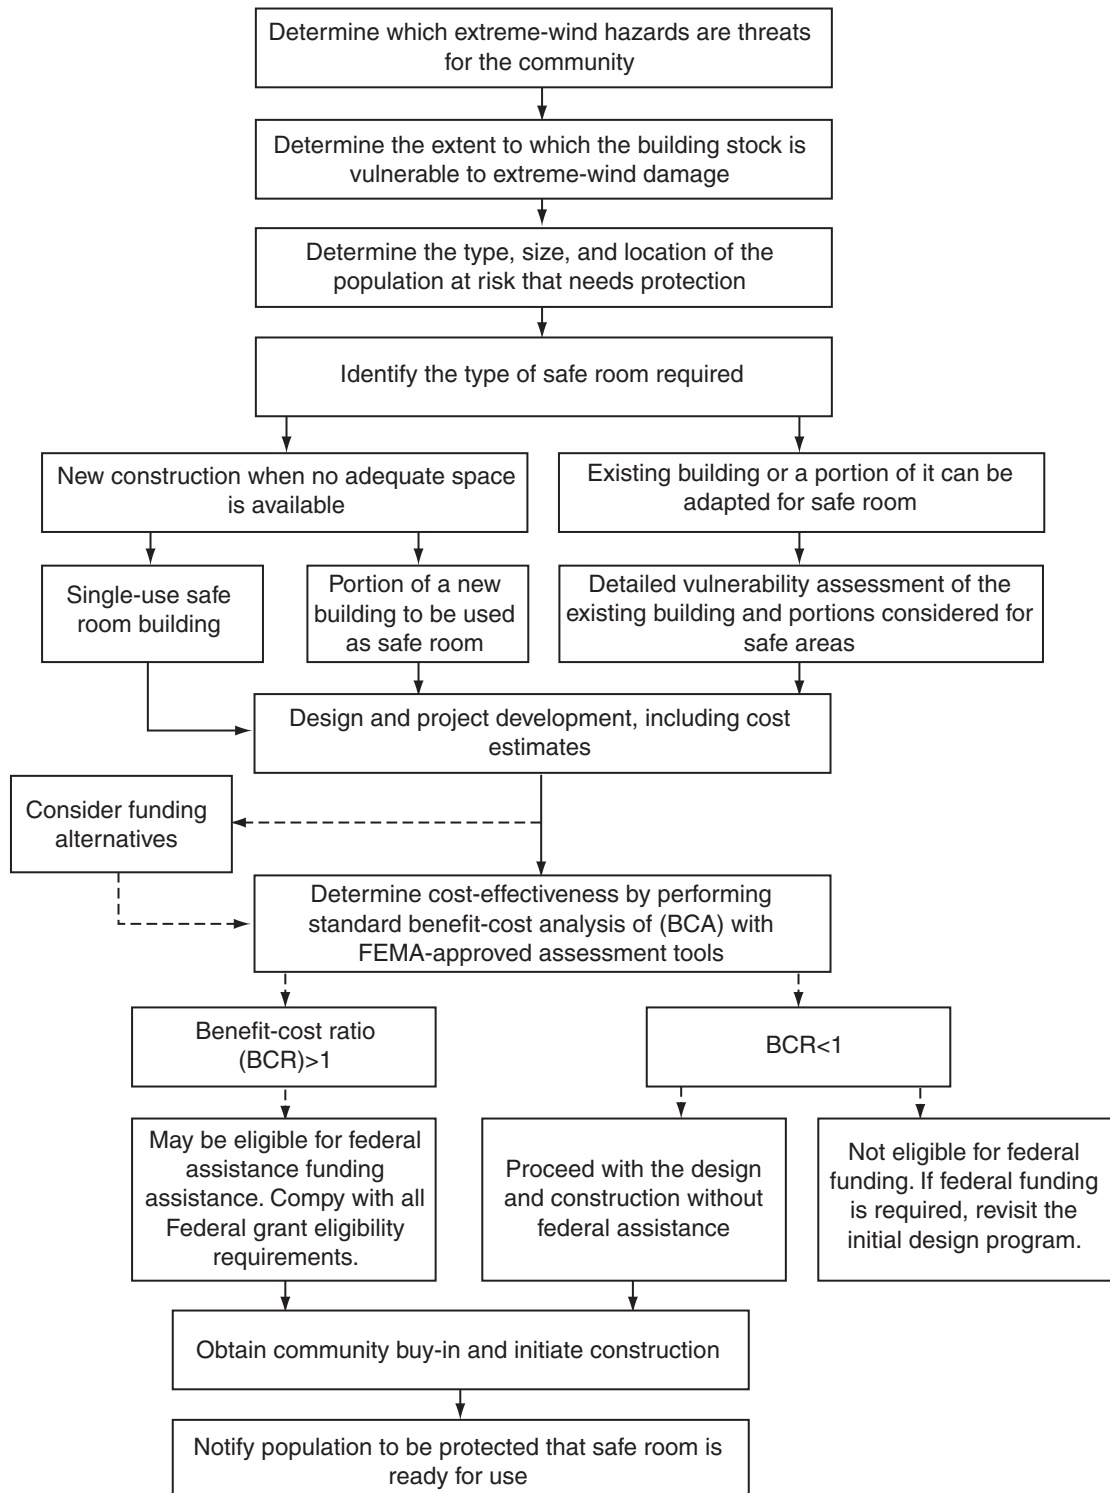 Determine which extreme-wind hazards are threats
for the community
Determine the extent to which the building stock is
vulnerable to extreme-wind damage
Determine the type, size, and location of the
population at risk that needs protection
Identify the type of safe room required
New construction when no adequate space
is available
Existing building or a portion of it can be
adapted for safe room
Single-use safe
room building
Portion of a new
building to be used
as safe room
Detailed vulnerability assessment of the
existing building and portions considered for
safe areas
Design and project development, including cost
estimates
Consider funding
alternatives
Determine cost-effectiveness by performing
standard benefit-cost analysis of (BCA) with
FEMA-approved assessment tools
Benefit-cost ratio
(BCR)>1
BCR<1
May be eligible for federal
assistance funding
assistance. Compy with all
Federal grant eligibility
requirements.
Proceed with the design
and construction without
federal assistance
Not eligible for federal
funding. If federal funding
is required, revisit the
initial design program.
Obtain community buy-in and initiate construction
Notify population to be protected that safe room is
ready for use